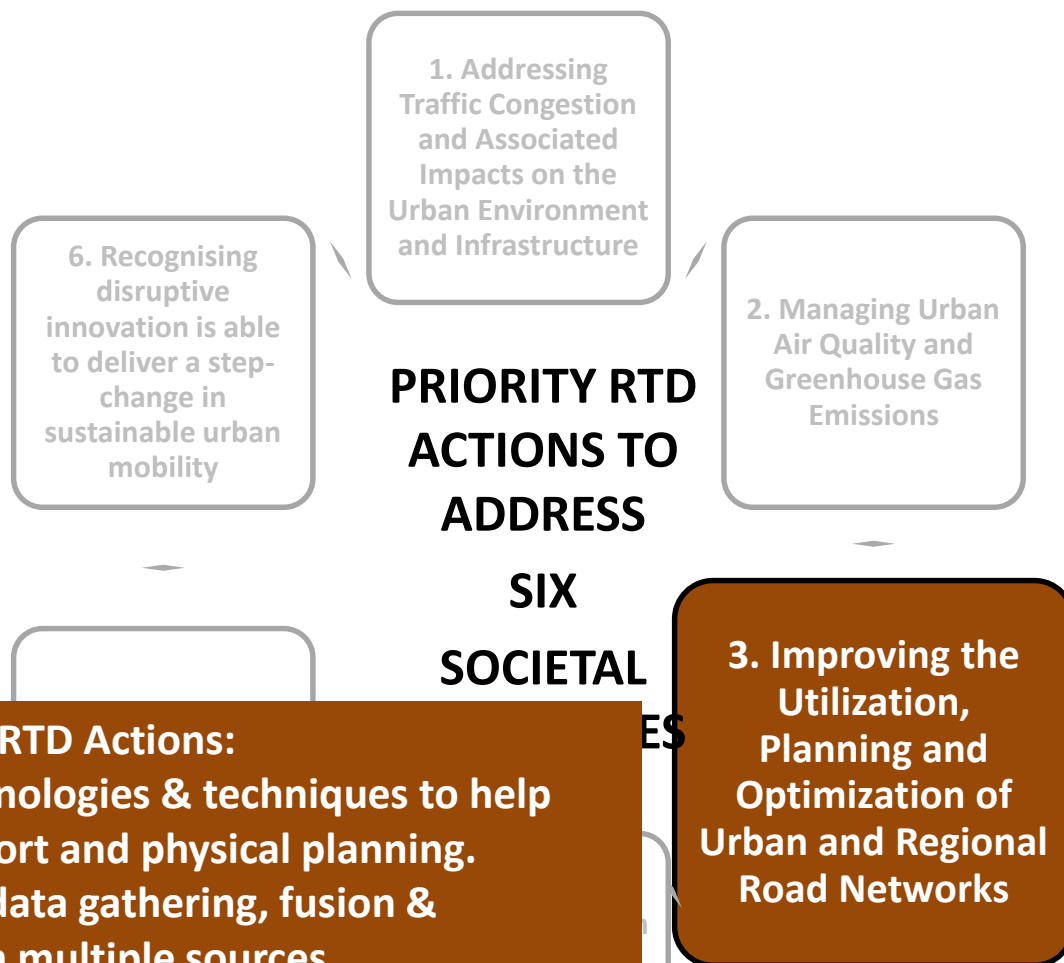 1. Addressing
Traffic Congestion
and Associated
Impacts on the
Urban Environment
and Infrastructure
6. Recognising
disruptive
innovation is able
to deliver a step-
change in
sustainable urban
mobility
2. Managing Urban
Air Quality and
Greenhouse Gas
Emissions
PRIORITY RTD
ACTIONS TO
ADDRESS
SIX
SOCIETAL
ES
3. Improving the
Utilization,
Planning and
Optimization of
Urban and Regional
Road Networks
RTD Actions:
nologies & techniques to help
ort and physical planning.
data gathering, fusion &
multiple sources